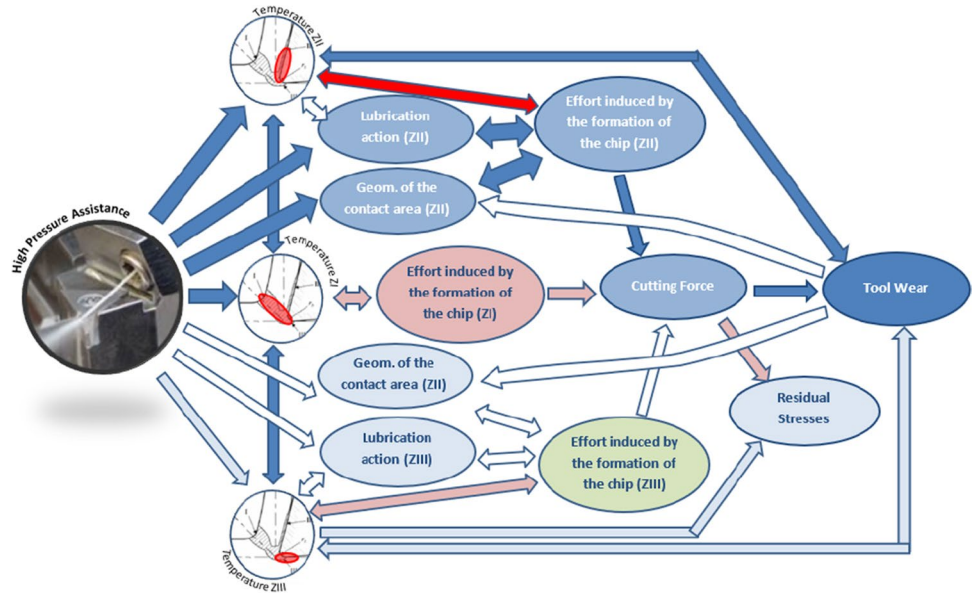 Temperature ZII
Effort induced by
the formation of
the chip (ZII)
Lubrication
action (ZII)
Geom. of the
contact area (ZII)
High Pressure Assistance
Temperature ZI
Effort induced by
the formation of
the chip (ZI)
Cutting Force
Tool Wear
Geom. of the
contact area (ZII)
Residual
Stresses
Lubrication
action (ZIII)
Effort induced by
the formation of
the chip (ZIII)
Temperature ZIII